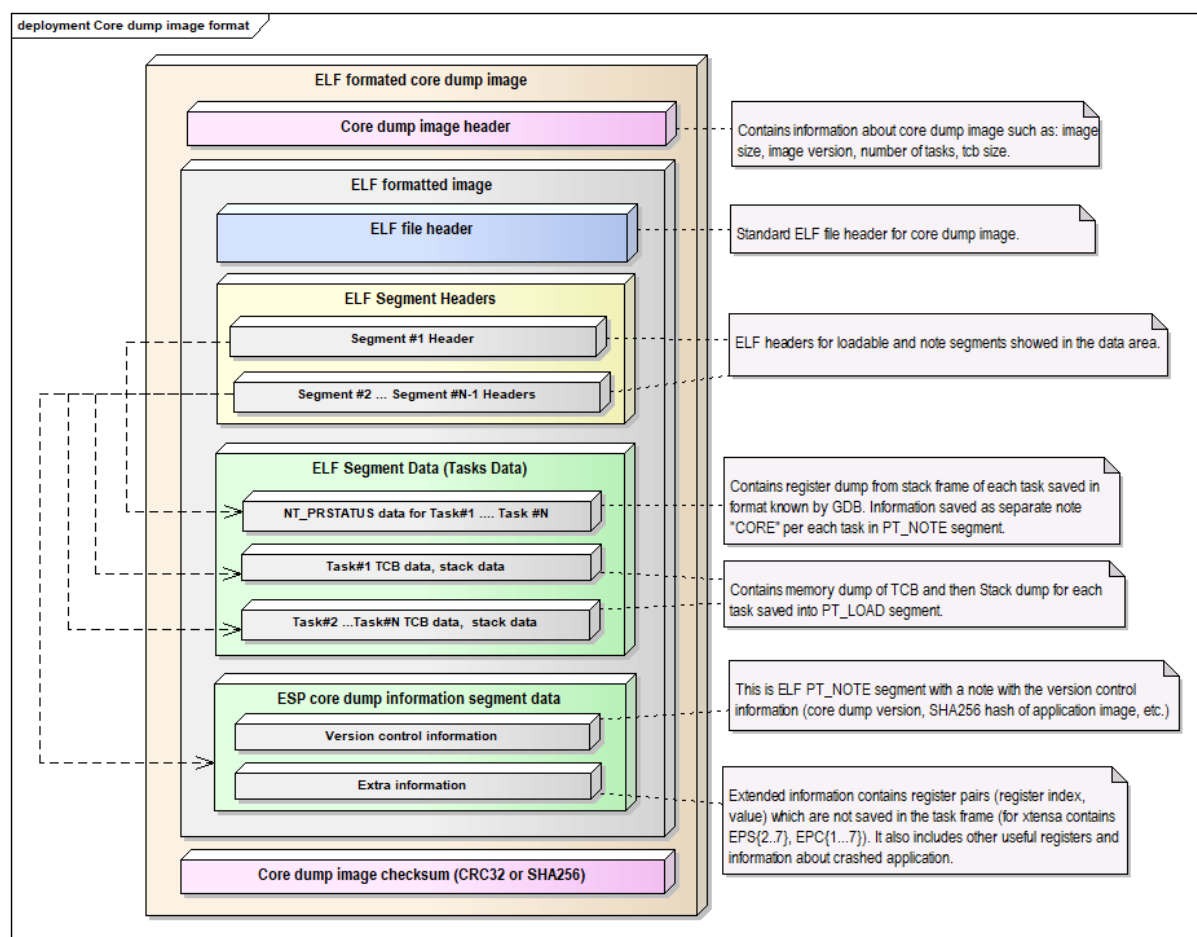 deployment Core dump image format
ELF formated core dump image
Core dump image header
Contains information about core dump image such as: image
size, image version, number of tasks, tcb size.
ELF formatted image
ELF file header
Standard ELF file header for core dump image.
ELF Segment Headers
Segment #1 Header
ELF headers for loadable and note segments showed in the data area.
Segment #2 ... Segment #N-1 Headers
ELF Segment Data (Tasks Data)
NT_PRSTATUS data for Task#1 .... Task #N
Contains register dump from stack frame of each task saved in
format known by GDB. Information saved as separate note
"CORE" per each task in PT_NOTE segment.
Task#1 TCB data, stack data
Task#2 ...Task#N TCB data, stack data
Contains memory dump of TCB and then Stack dump for each
task saved into PT_LOAD segment.
ESP core dump information segment data
Version control information
This is ELF PT_NOTE segment with a note with the version control
information (core dump version, SHA256 hash of application image, etc.)
Extra information
Extended information contains register pairs (register index,
value) which are not saved in the task frame (for xtensa contains
EPS{2..7}, EPC{1...7}). It also includes other useful registers and
information about crashed application.
Core dump image checksum (CRC32 or SHA256)